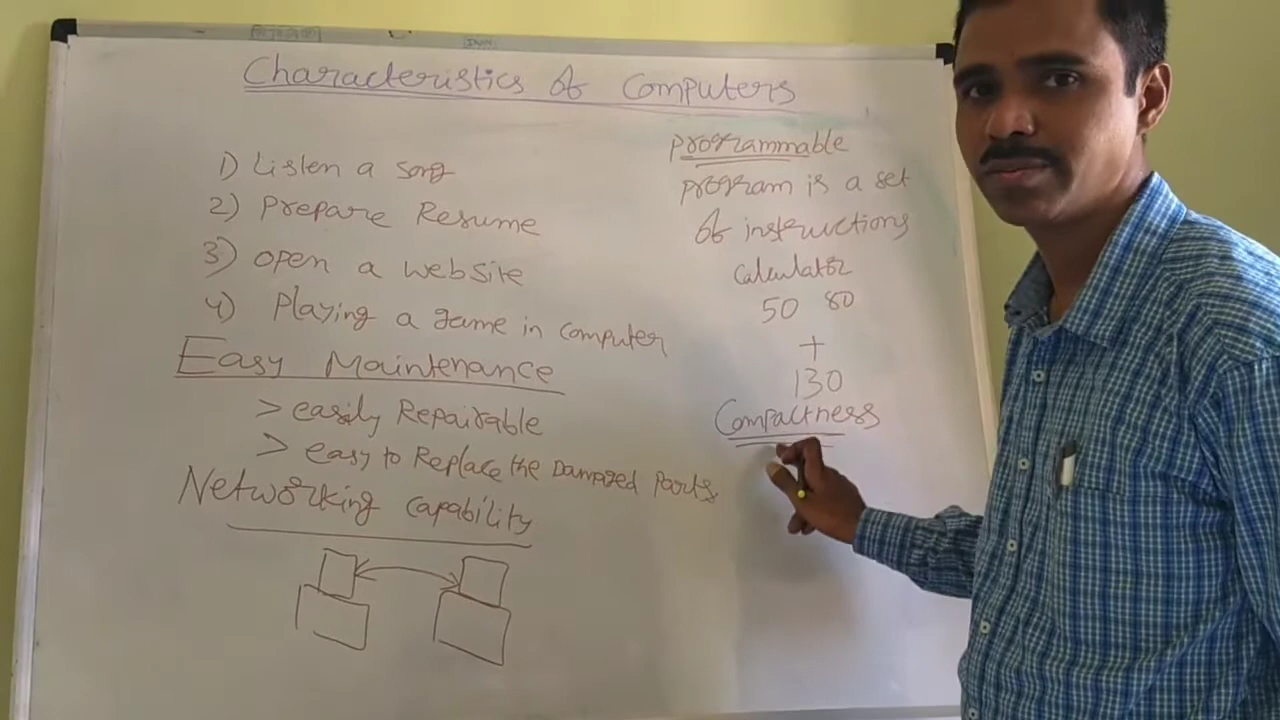 Characteristics of Computers
1) Listen a song
2) Prepare Resume
3) open a website
4) Playing a game in computer
Easy Maintenance
> easily Repairable
> easy to Replace the Damaged Parts
Networking Capability
programmable
program is a set
of instructions
Calculator
50 80
+
130
Compactness